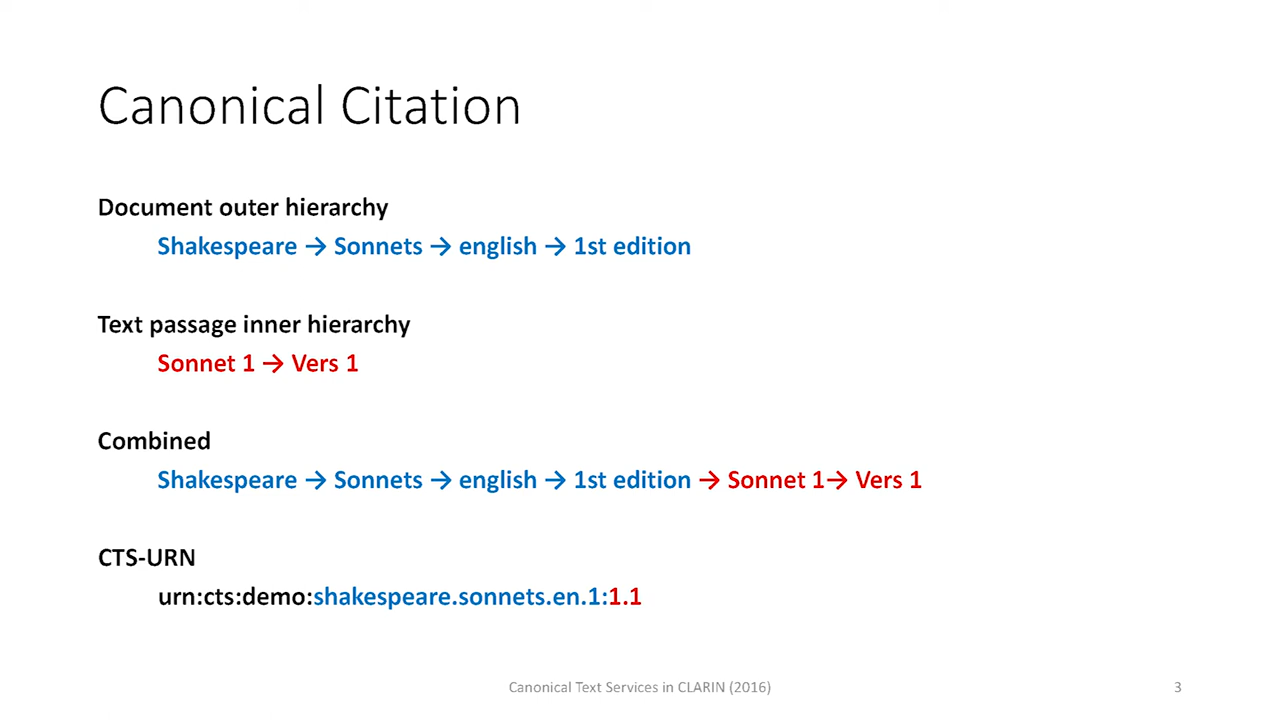 Canonical Citation
Document outer hierarchy
Shakespeare → Sonnets → english → 1st edition
Text passage inner hierarchy
Sonnet 1 → Vers 1
Combined
Shakespeare → Sonnets → english → 1st edition → Sonnet 1→ Vers 1
CTS-URN
urn:cts:demo:shakespeare.sonnets.en.1:1.1
Canonical Text Services in CLARIN (2016)
3